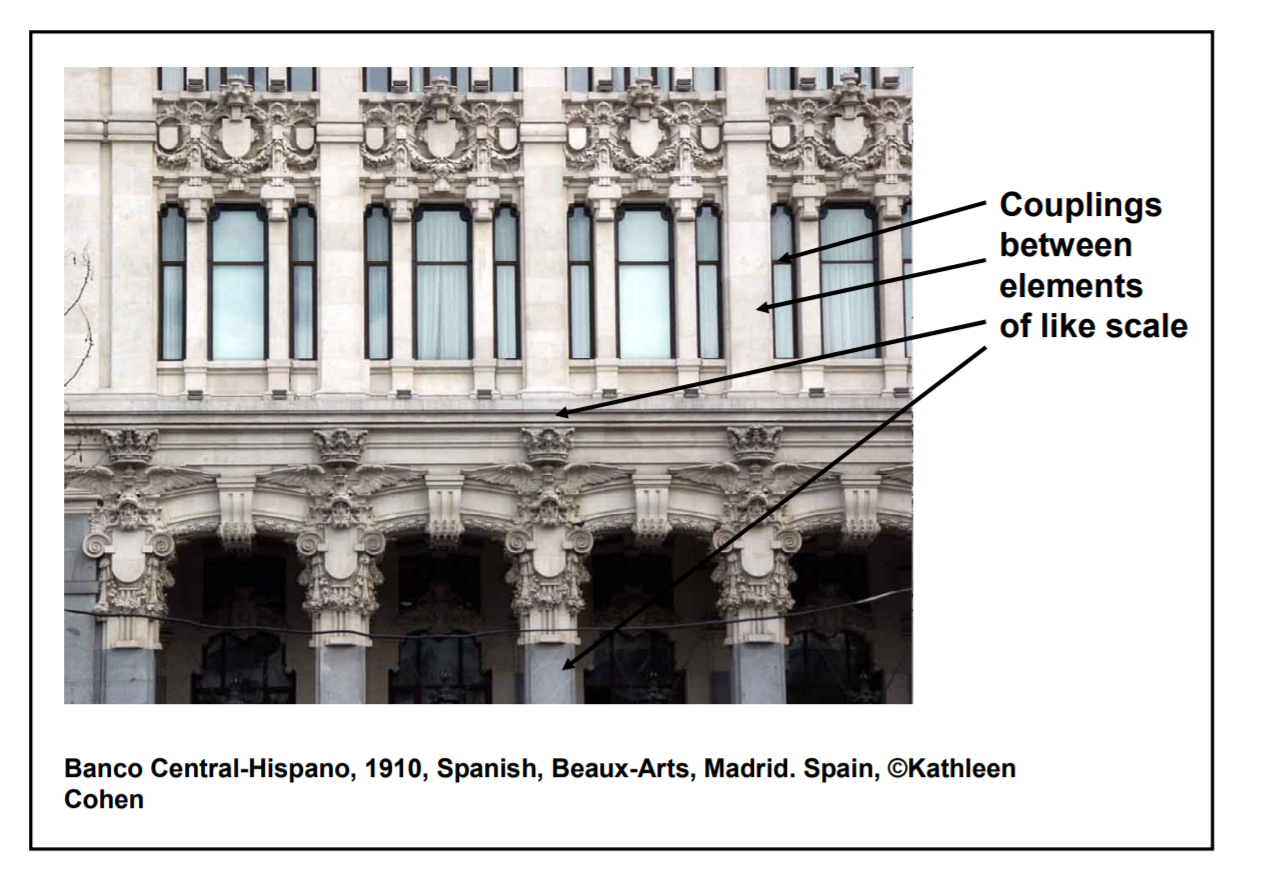 Couplings
between
elements
of like scale
Banco Central-Hispano, 1910, Spanish, Beaux-Arts, Madrid. Spain, ©Kathleen
Cohen